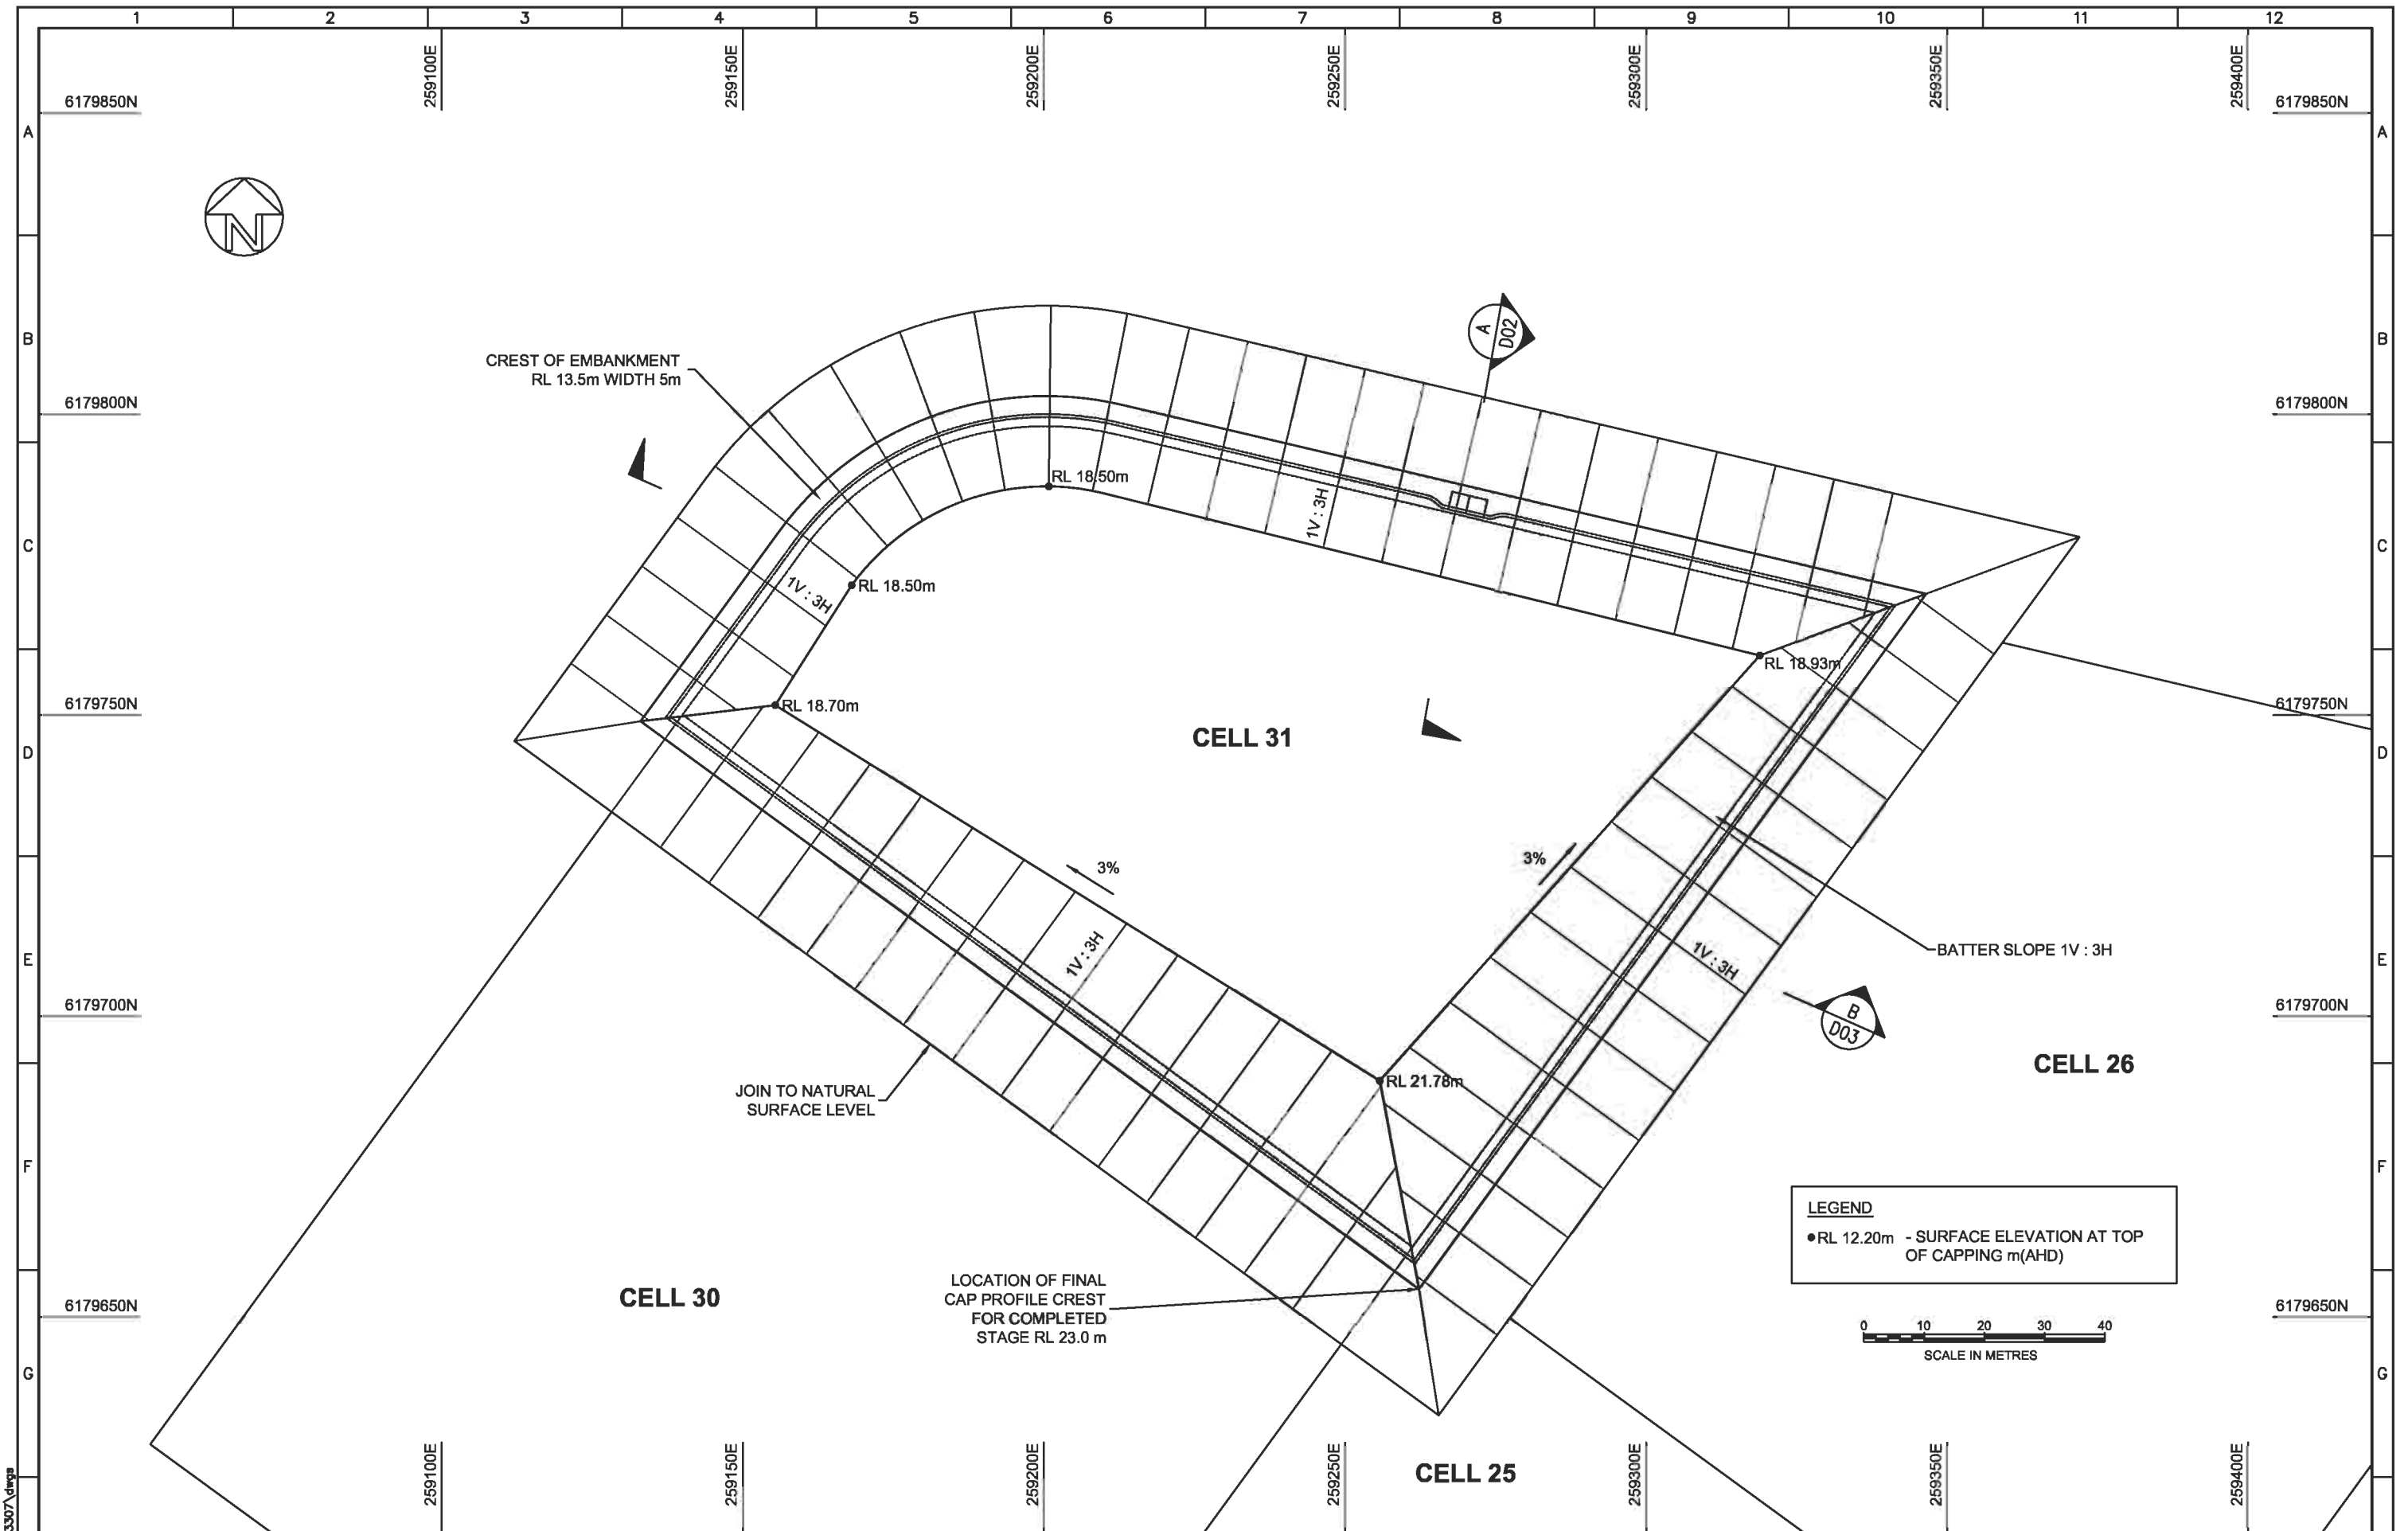 1 2 3 4 5 6 7 8 9 10 11 12
259100E 259150E 259200E 259250E 259300E 259350E 259400E
6179850N 6179850N
A A
N
B B
A
D02
CREST OF EMBANKMENT
RL 13.5m WIDTH 5m
6179800N 6179800N
RL 18.50m
1V : 3H
C C
1V : 3H
RL 18.50m
RL 18.93m
6179750N 6179750N
RL 18.70m
CELL 31
D D
3%
3%
1V : 3H
1V : 3H
BATTER SLOPE 1V : 3H
E E
6179700N 6179700N
B
D03
CELL 26
JOIN TO NATURAL
SURFACE LEVEL
RL 21.78m
F F
LEGEND
RL 12.20m - SURFACE ELEVATION AT TOP
OF CAPPING m(AHD)
CELL 30
LOCATION OF FINAL
CAP PROFILE CREST
FOR COMPLETED
STAGE RL 23.0 m
6179650N 6179650N
0 10 20 30 40
SCALE IN METRES
G G
259100E 259150E 259200E 259250E 259300E 259350E 259400E
CELL 25
3307\dwgs